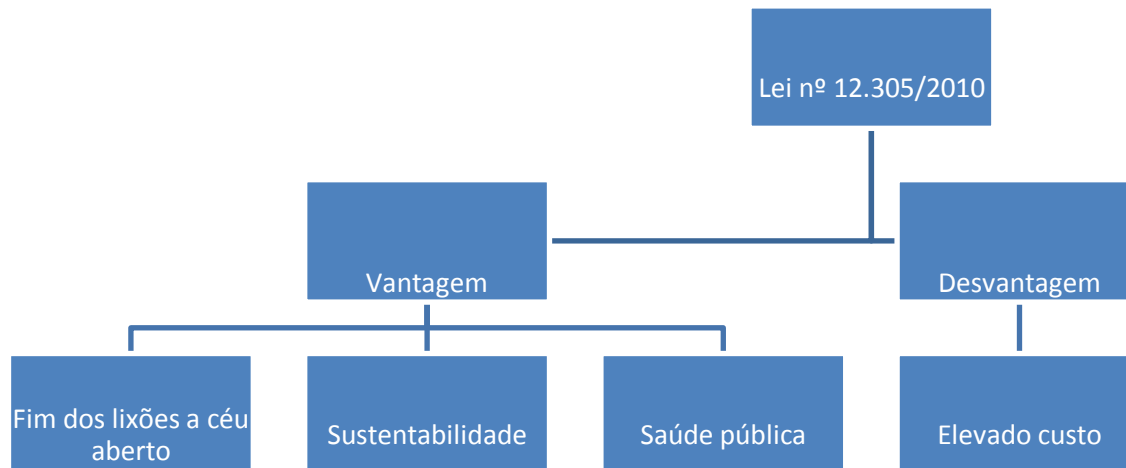 Lei nº 12.305/2010
Vantagem
Desvantagem
Fim dos lixões a céu
aberto
Sustentabilidade
Saúde pública
Elevado custo